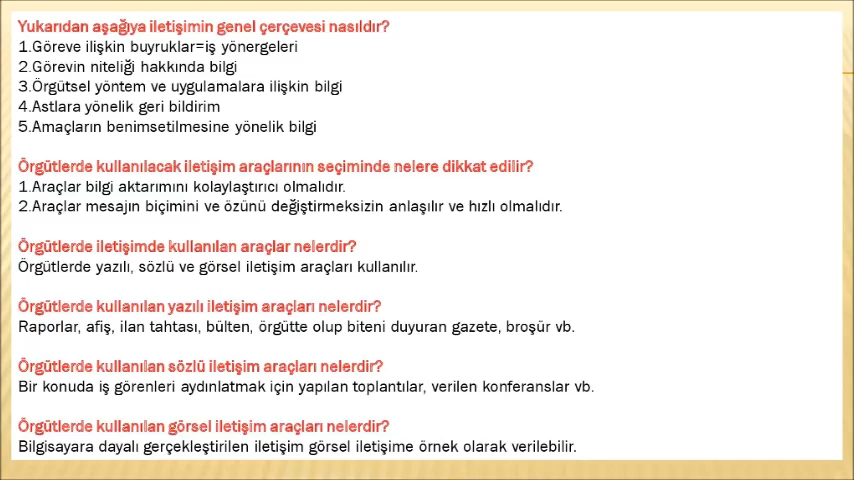 Yukarıdan aşağıya iletişimin genel çerçevesi nasıldır?
1.Göreve ilişkin buyruklar=iş yönergeleri
2.Görevin niteliği hakkında bilgi
3.Örgütsel yöntem ve uygulamalara ilişkin bilgi
4.Astlara yönelik geri bildirim
5.Amaçların benimsetilmesine yönelik bilgi
Örgütlerde kullanılacak iletişim araçlarının seçiminde nelere dikkat edilir?
1.Araçlar bilgi aktarımını kolaylaştırıcı olmalıdır.
2.Araçlar mesajın biçimini ve özünü değiştirmeksizin anlaşılır ve hızlı olmalıdır.
Örgütlerde iletişimde kullanılan araçlar nelerdir?
Örgütlerde yazılı, sözlü ve görsel iletişim araçları kullanılır.
Örgütlerde kullanılan yazılı iletişim araçları nelerdir?
Raporlar, afiş, ilan tahtası, bülten, örgütte olup biteni duyuran gazete, broşür vb.
Örgütlerde kullanılan sözlü iletişim araçları nelerdir?
Bir konuda iş görenleri aydınlatmak için yapılan toplantılar, verilen konferanslar vb.
Örgütlerde kullanılan görsel iletişim araçları nelerdir?
Bilgisayara dayalı gerçekleştirilen iletişim görsel iletişime örnek olarak verilebilir.